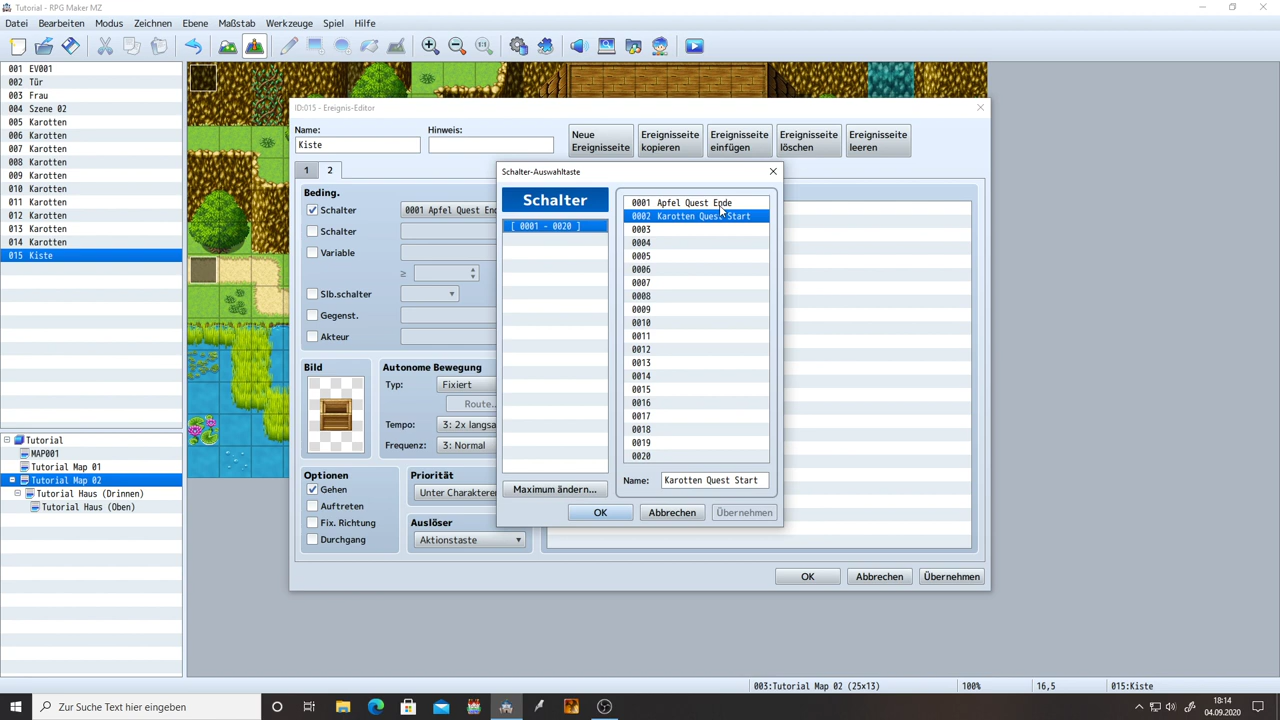 Tutorial - RPG Maker MZ
Datei Bearbeiten Modus Zeichnen Ebene Maßstab Werkzeuge Spiel Hilfe
001 EV001
002 Tür
003 Frau
004 Szene 02
005 Karotten
006 Karotten
007 Karotten
008 Karotten
009 Karotten
010 Karotten
011 Karotten
012 Karotten
013 Karotten
014 Karotten
015 Kiste
Tutorial
MAP001
Tutorial Map 01
Tutorial Map 02
Tutorial Haus (Drinnen)
Tutorial Haus (Oben)
ID:015 - Ereignis-Editor
Name:
Kiste
Hinweis:
Neue Ereignisseite
Ereignisseite kopieren
Ereignisseite einfügen
Ereignisseite löschen
Ereignisseite leeren
1 2
Beding.
Schalter 0001 Apfel Quest End
Schalter
Variable
≥
Slb.schalter
Gegenst.
Akteur
Bild
Autonome Bewegung
Typ: Fixiert
Route...
Tempo: 3: 2x langsa
Frequenz: 3: Normal
Optionen
Gehen
Auftreten
Fix. Richtung
Durchgang
Priorität
Unter Charakteren
Auslöser
Aktionstaste
OK Abbrechen Übernehmen
Schalter-Auswahltaste
Schalter
[ 0001 - 0020 ]
Maximum ändern...
0001 Apfel Quest Ende
0002 Karotten Quest Start
0003
0004
0005
0006
0007
0008
0009
0010
0011
0012
0013
0014
0015
0016
0017
0018
0019
0020
Name: Karotten Quest Start
OK Abbrechen Übernehmen
003:Tutorial Map 02 (25x13) 100% 16,5 015:Kiste
Zur Suche Text hier eingeben
18:14
04.09.2020